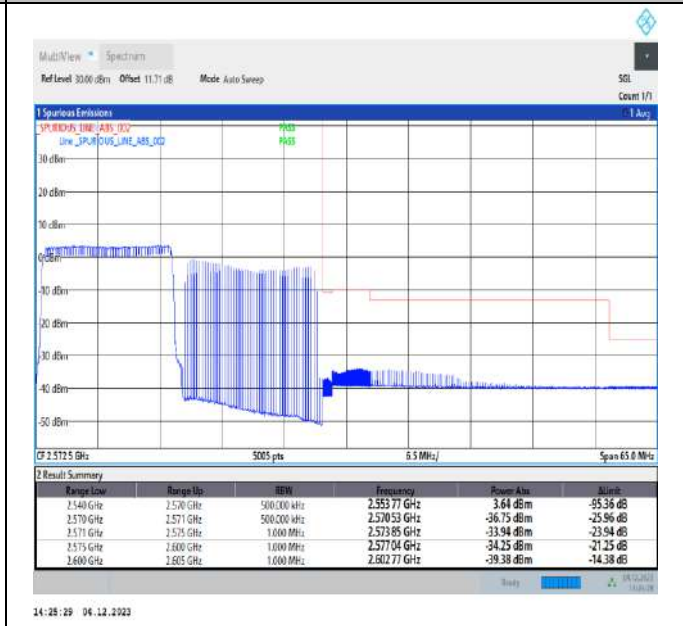 MultiView Spectrum
Ref Level 30.00 dBm Offset 11.71 dB Mode Auto Sweep SGL
Count 1/1
1 Spurious Emissions 1 Avg
_SPURIOUS_LINE_ABS_002 PASS
Line _SPURIOUS_LINE_ABS_002 PASS
30 dBm
20 dBm
10 dBm
0 dBm
-10 dBm
-20 dBm
-30 dBm
-40 dBm
-50 dBm
CF 2.5725 GHz 5005 pts 6.5 MHz/ Span 65.0 MHz
2 Result Summary
Range Low Range Up RBW Frequency Power Abs ΔLimit
2.540 GHz 2.570 GHz 500.000 kHz 2.55377 GHz 3.64 dBm -95.36 dB
2.570 GHz 2.571 GHz 500.000 kHz 2.57053 GHz -36.75 dBm -25.96 dB
2.571 GHz 2.575 GHz 1.000 MHz 2.57385 GHz -33.94 dBm -23.94 dB
2.575 GHz 2.600 GHz 1.000 MHz 2.57704 GHz -34.25 dBm -21.25 dB
2.600 GHz 2.605 GHz 1.000 MHz 2.60277 GHz -39.38 dBm -14.38 dB
Ready 04.12.2023
14:25:29 04.12.2023